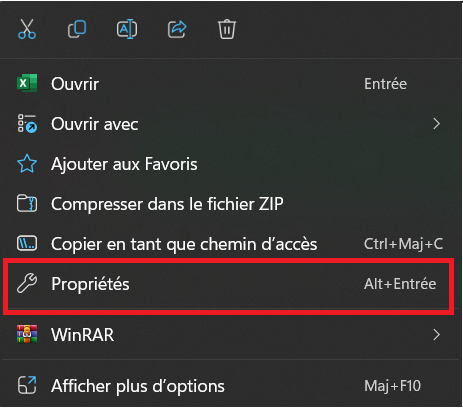 Ouvrir Entrée
Ouvrir avec
Ajouter aux Favoris
Compresser dans le fichier ZIP
Copier en tant que chemin d’accès Ctrl+Maj+C
Propriétés Alt+Entrée
WinRAR
Afficher plus d’options Maj+F10